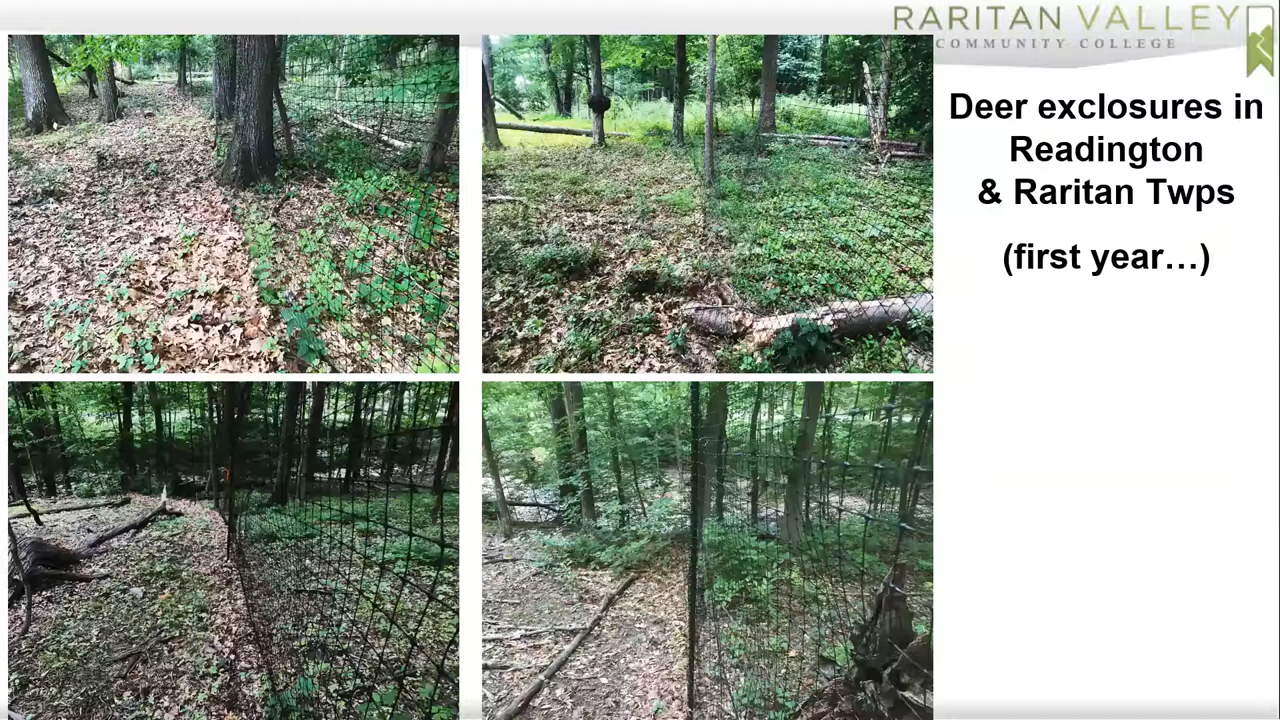 RARITAN VALLEY
COMMUNITY COLLEGE
Deer exclosures in
Readington
& Raritan Twps
(first year…)